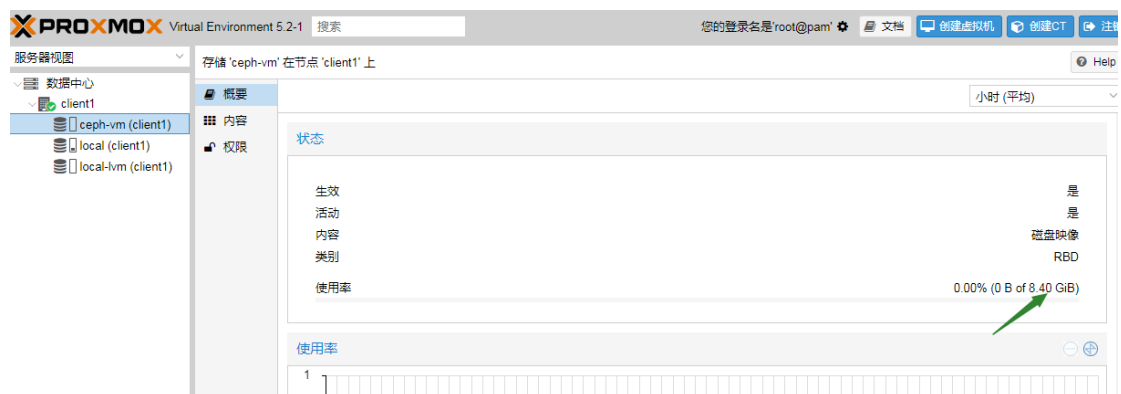 PROXMOX Virtual Environment 5.2-1 搜索 您的登录名是'root@pam' 文档 创建虚拟机 创建CT
服务器视图
存储 'ceph-vm' 在节点 'client1' 上 Help
数据中心
client1
ceph-vm (client1)
local (client1)
local-lvm (client1)
概要
内容
权限
小时 (平均)
状态
生效 是
活动 是
内容 磁盘映像
类别 RBD
使用率 0.00% (0 B of 8.40 GiB)
使用率
1